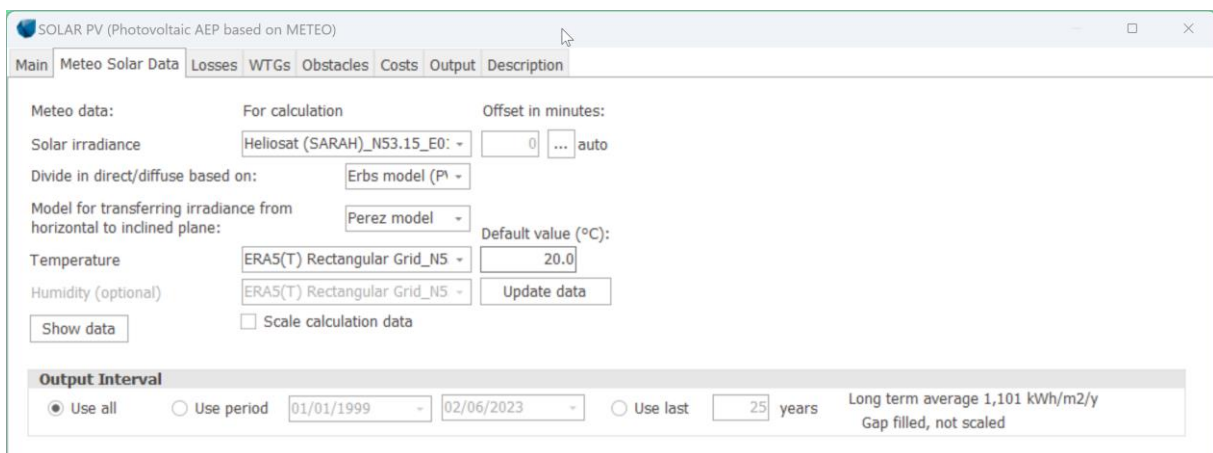 SOLAR PV (Photovoltaic AEP based on METEO)
Main Meteo Solar Data Losses WTGs Obstacles Costs Output Description
Meteo data: For calculation Offset in minutes:
Solar irradiance Heliosat (SARAH)_N53.15_E0 0 ... auto
Divide in direct/diffuse based on: Erbs model (P
Model for transferring irradiance from
horizontal to inclined plane: Perez model
Default value (°C):
Temperature ERA5(T) Rectangular Grid_N5 20.0
Humidity (optional) ERA5(T) Rectangular Grid_N5 Update data
Show data Scale calculation data
Output Interval
Use all Use period 01/01/1999 02/06/2023 Use last 25 years Long term average 1,101 kWh/m2/y
Gap filled, not scaled